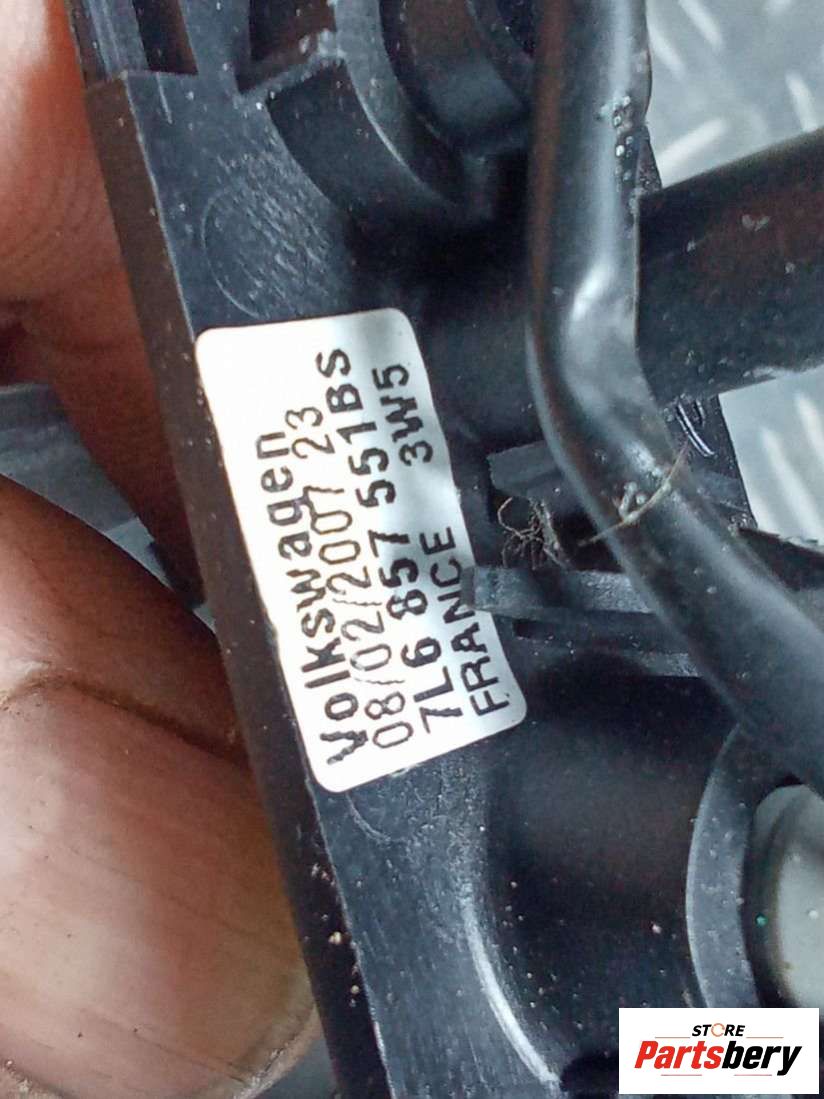 Volkswagen
08/02/2007 23
7L6 857 551BS
FRANCE 3W5
STORE
Partsbery